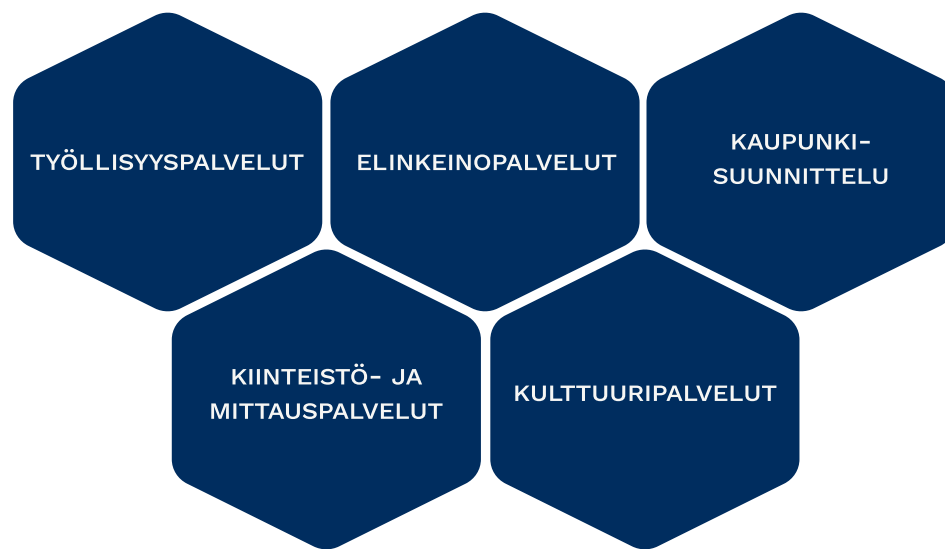 TYÖLLISYYSPALVELUT
ELINKEINOPALVELUT
KAUPUNKI-
SUUNNITTELU
KIINTEISTÖ- JA
MITTAUSPALVELUT
KULTTUURIPALVELUT